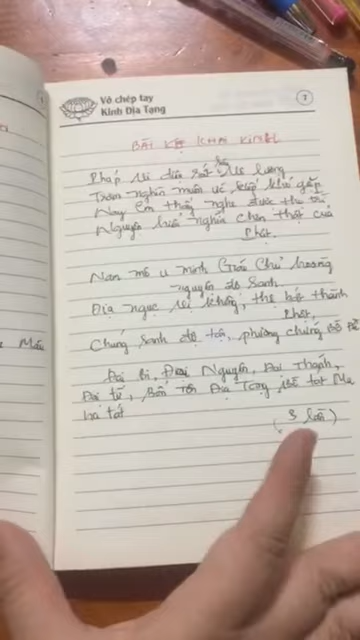 Vở chép tay
Kinh Địa Tạng
7
BÀI KỆ KHAI KINH
Pháp vi diệu rất sâu vô lượng
Trăm nghìn muôn ức kiếp khó gặp
Nay con thấy nghe được thọ trì
Nguyện hiểu nghĩa chân thật của
Phật.
Nam mô u minh Giáo Chủ hoằng
nguyện độ sanh
Địa ngục vị không, thệ bất thành
Phật,
Chúng sanh độ tận, phương chứng Bồ Đề
Đại Bi, Đại Nguyện, Đại Thánh,
Đại từ, Bổn Tôn Địa Tạng Bồ tát Ma
ha tát
(3 lần)